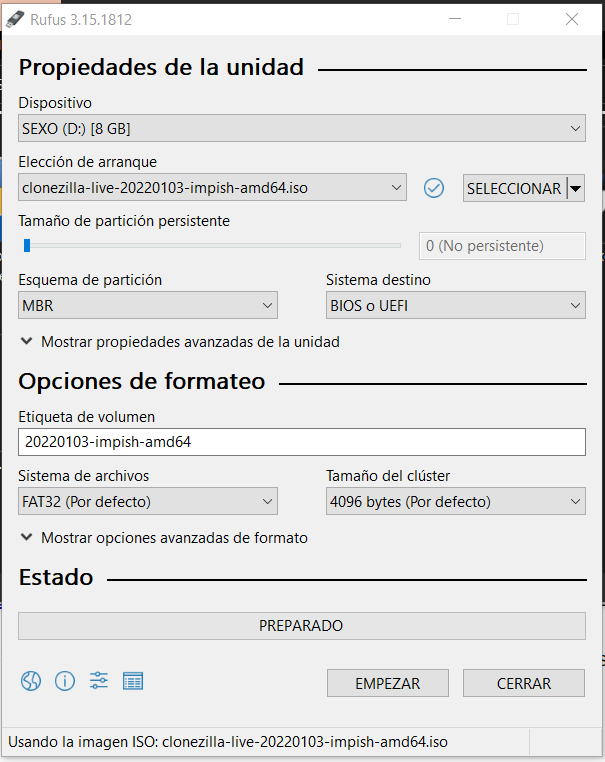 Rufus 3.15.1812
Propiedades de la unidad
Dispositivo
SEXO (D:) [8 GB]
Elección de arranque
clonezilla-live-20220103-impish-amd64.iso
SELECCIONAR
Tamaño de partición persistente
0 (No persistente)
Esquema de partición
Sistema destino
MBR
BIOS o UEFI
Mostrar propiedades avanzadas de la unidad
Opciones de formateo
Etiqueta de volumen
20220103-impish-amd64
Sistema de archivos
Tamaño del clúster
FAT32 (Por defecto)
4096 bytes (Por defecto)
Mostrar opciones avanzadas de formato
Estado
PREPARADO
EMPEZAR
CERRAR
Usando la imagen ISO: clonezilla-live-20220103-impish-amd64.iso